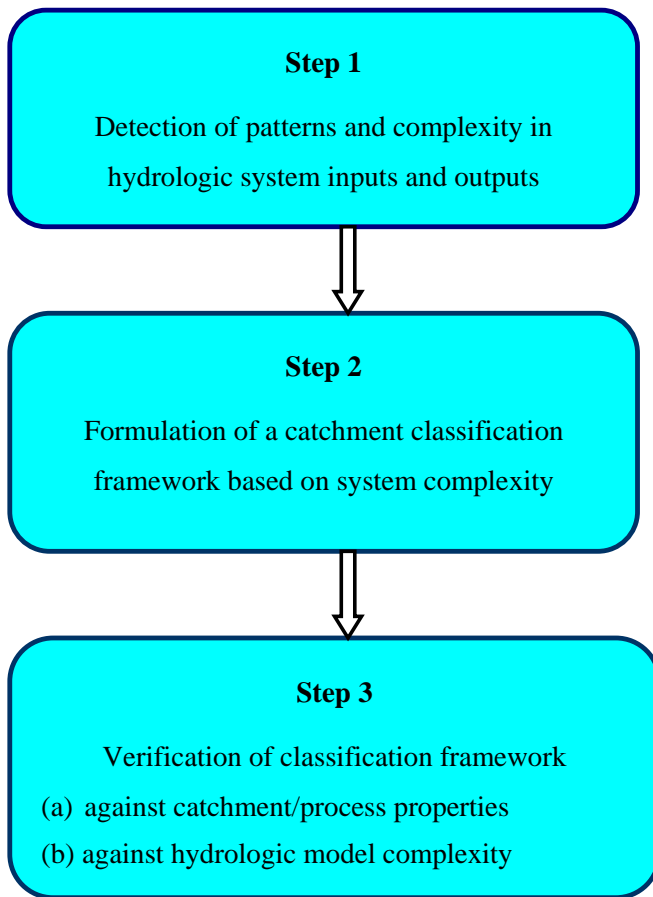 Step 1
Detection of patterns and complexity in
hydrologic system inputs and outputs
Step 2
Formulation of a catchment classification
framework based on system complexity
Step 3
Verification of classification framework
(a) against catchment/process properties
(b) against hydrologic model complexity